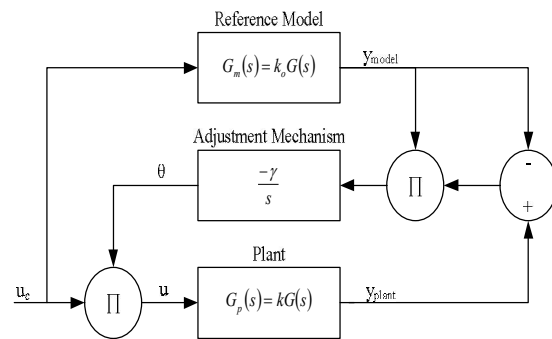 Reference Model
G_m(s) = k_o G(s)
y_model
Adjustment Mechanism
θ
-γ
s
∏
-
+
Plant
u_c
∏
u
G_p(s) = kG(s)
y_plant